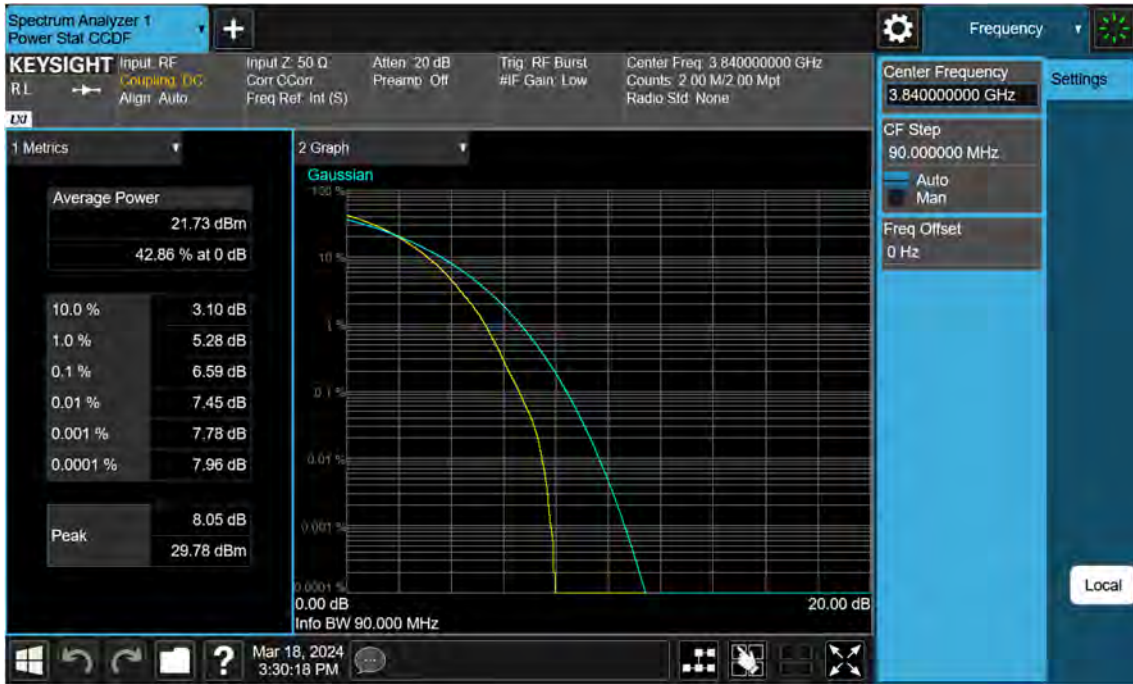 Spectrum Analyzer 1
Power Stat CCDF
+
Frequency
KEYSIGHT
RL
LXI
Input: RF
Coupling: DC
Align: Auto
Input Z: 50 Ω
Corr CCorr
Freq Ref: Int (S)
Atten: 20 dB
Preamp: Off
Trig: RF Burst
#IF Gain: Low
Center Freq: 3.840000000 GHz
Counts: 2.00 M/2.00 Mpt
Radio Std: None
Center Frequency
3.840000000 GHz
Settings
CF Step
90.000000 MHz
Auto
Man
Freq Offset
0 Hz
1 Metrics
Average Power
21.73 dBm
42.86 % at 0 dB
10.0 % 3.10 dB
1.0 % 5.28 dB
0.1 % 6.59 dB
0.01 % 7.45 dB
0.001 % 7.78 dB
0.0001 % 7.96 dB
Peak
8.05 dB
29.78 dBm
2 Graph
Gaussian
100 %
10 %
1 %
0.1 %
0.01 %
0.001 %
0.0001 %
0.00 dB 20.00 dB
Info BW 90.000 MHz
Local
?
Mar 18, 2024
3:30:18 PM